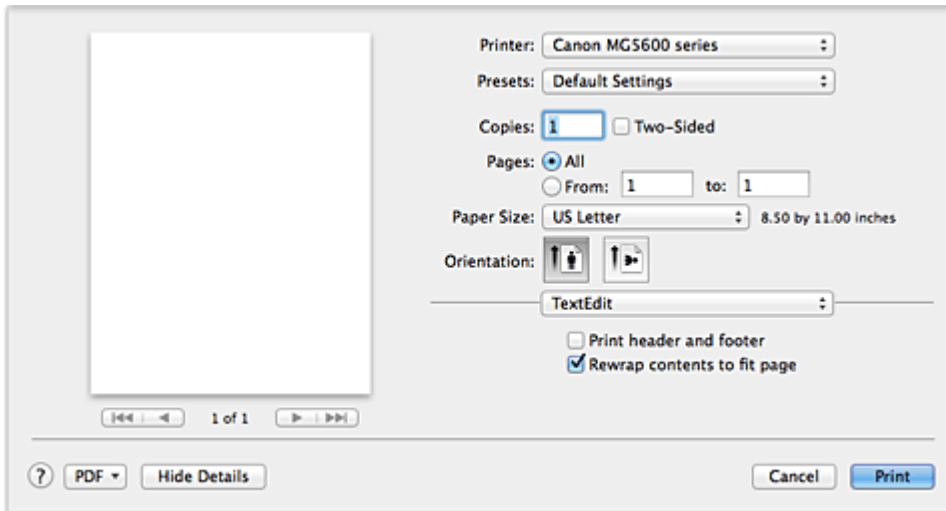 Printer: Canon MG5600 series
Presets: Default Settings
Copies: 1 Two-Sided
Pages: All
From: 1 to: 1
Paper Size: US Letter 8.50 by 11.00 inches
Orientation:
TextEdit
Print header and footer
Rewrap contents to fit page
1 of 1
? PDF Hide Details Cancel Print